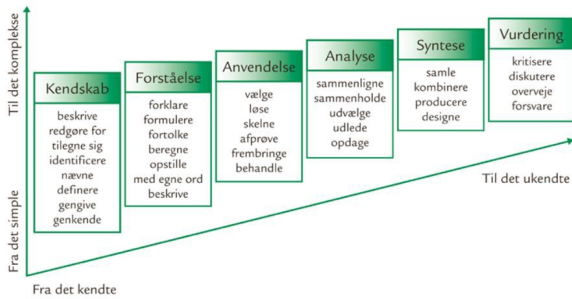 Til det komplekse
Fra det simple
Kendskab
beskrive
redgøre for
tilegne sig
identificere
nævne
definere
gengive
genkende
Forståelse
forklare
formulere
fortolke
beregne
opstille
med egne ord
beskrive
Anvendelse
vælge
løse
skelne
afprøve
frembringe
behandle
Analyse
sammenligne
sammenholde
udvælge
udlede
opdage
Syntese
samle
kombinere
producere
designe
Vurdering
kritisere
diskutere
overveje
forsvare
Til det ukendte
Fra det kendte